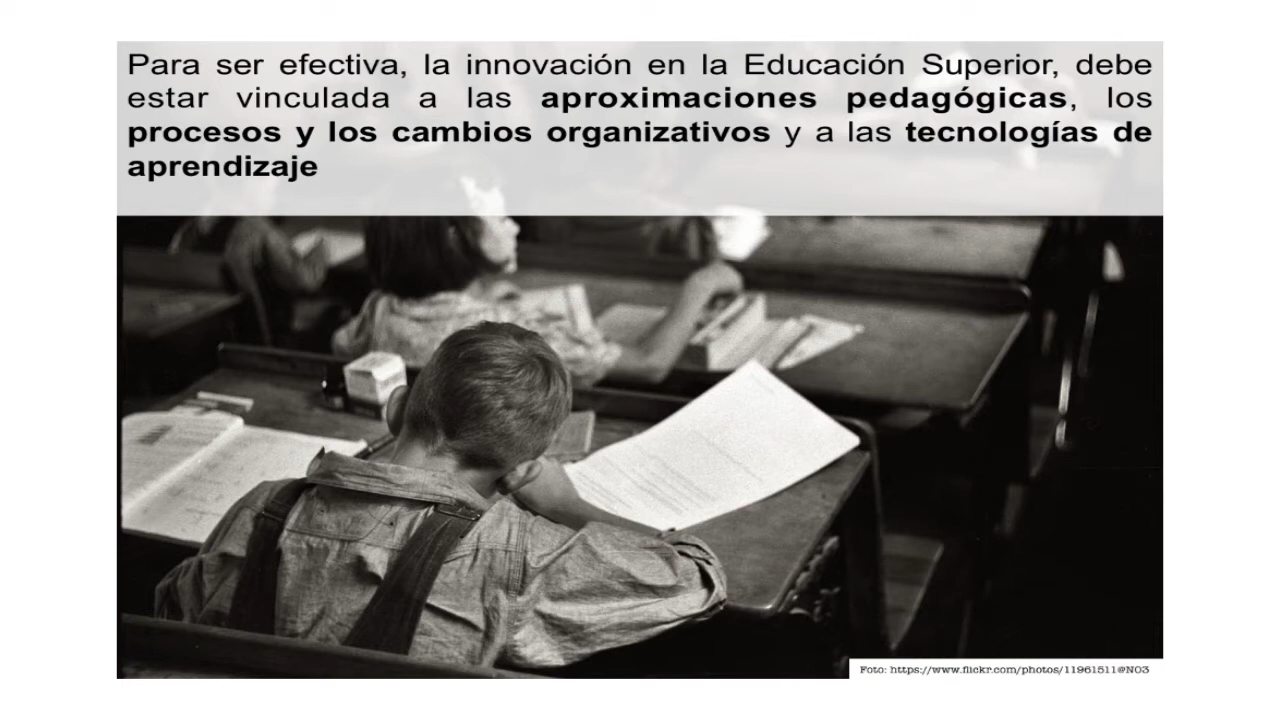 Para ser efectiva, la innovación en la Educación Superior, debe
estar vinculada a las aproximaciones pedagógicas, los
procesos y los cambios organizativos y a las tecnologías de
aprendizaje
Foto: https://www.flickr.com/photos/11961511@N03